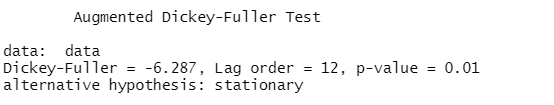 Augmented Dickey-Fuller Test
data:  data
Dickey-Fuller = -6.287, Lag order = 12, p-value = 0.01
alternative hypothesis: stationary